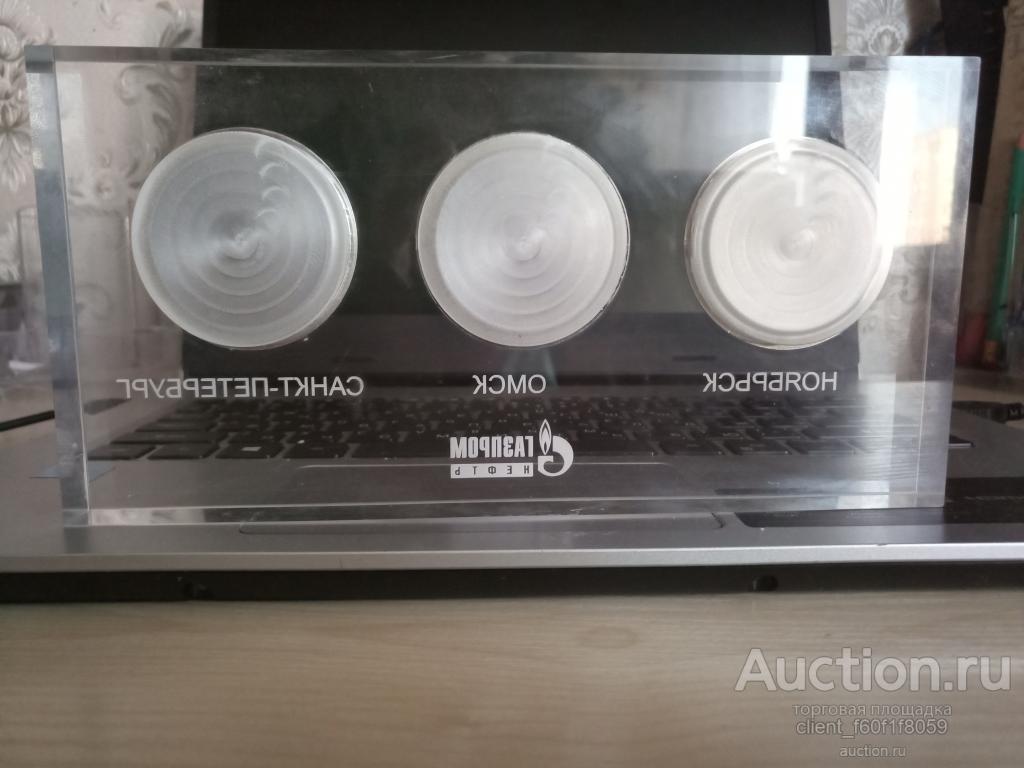 САНКТ-ПЕТЕРБУРГ ОМСК НОЯБРЬСК
ГАЗПРОМ
НЕФТЬ
Auction.ru
торговая площадка
client_f60f1f8059
auction.ru